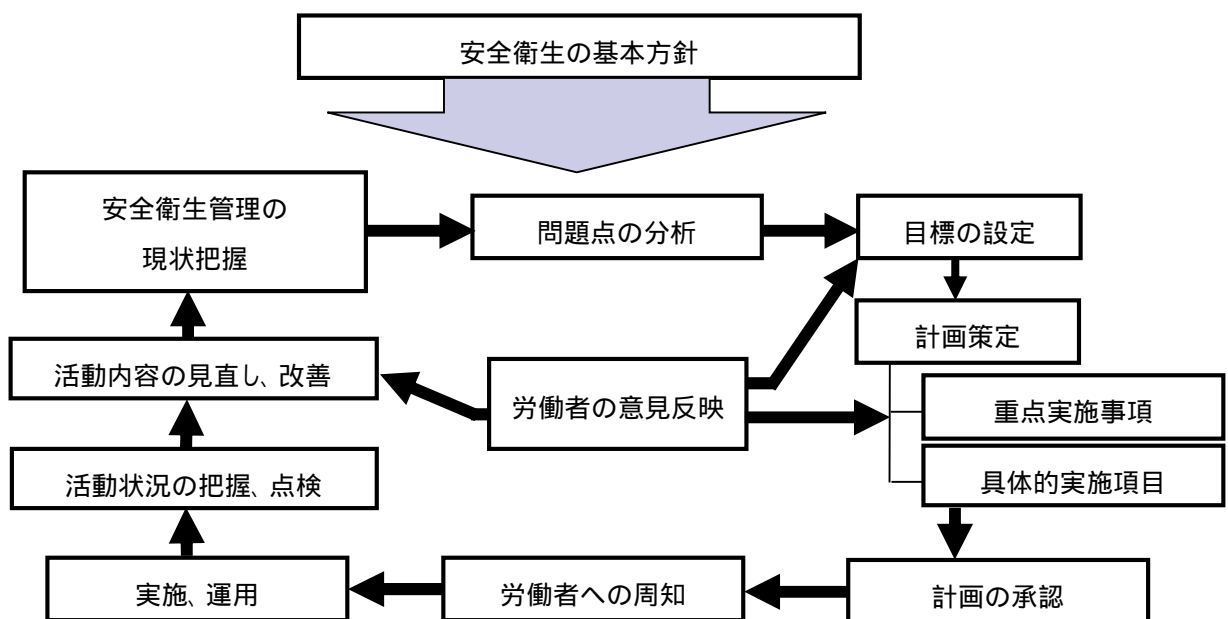 安全衛生の基本方針
安全衛生管理の
現状把握
問題点の分析
目標の設定
計画策定
活動内容の見直し、改善
労働者の意見反映
重点実施事項
活動状況の把握、点検
具体的実施項目
実施、運用
労働者への周知
計画の承認